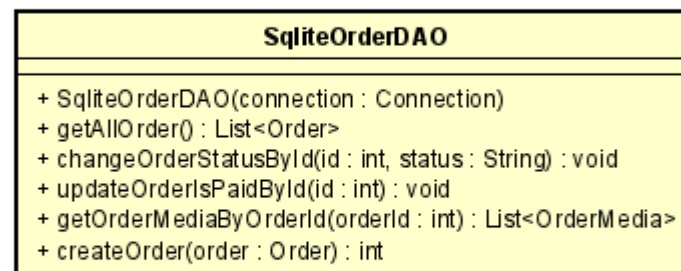 SqliteOrderDAO
+ SqliteOrderDAO(connection : Connection)
+ getAllOrder() : List<Order>
+ changeOrderStatusById(id : int, status : String) : void
+ updateOrderIsPaidById(id : int) : void
+ getOrderMediaByOrderId(orderId : int) : List<OrderMedia>
+ createOrder(order : Order) : int